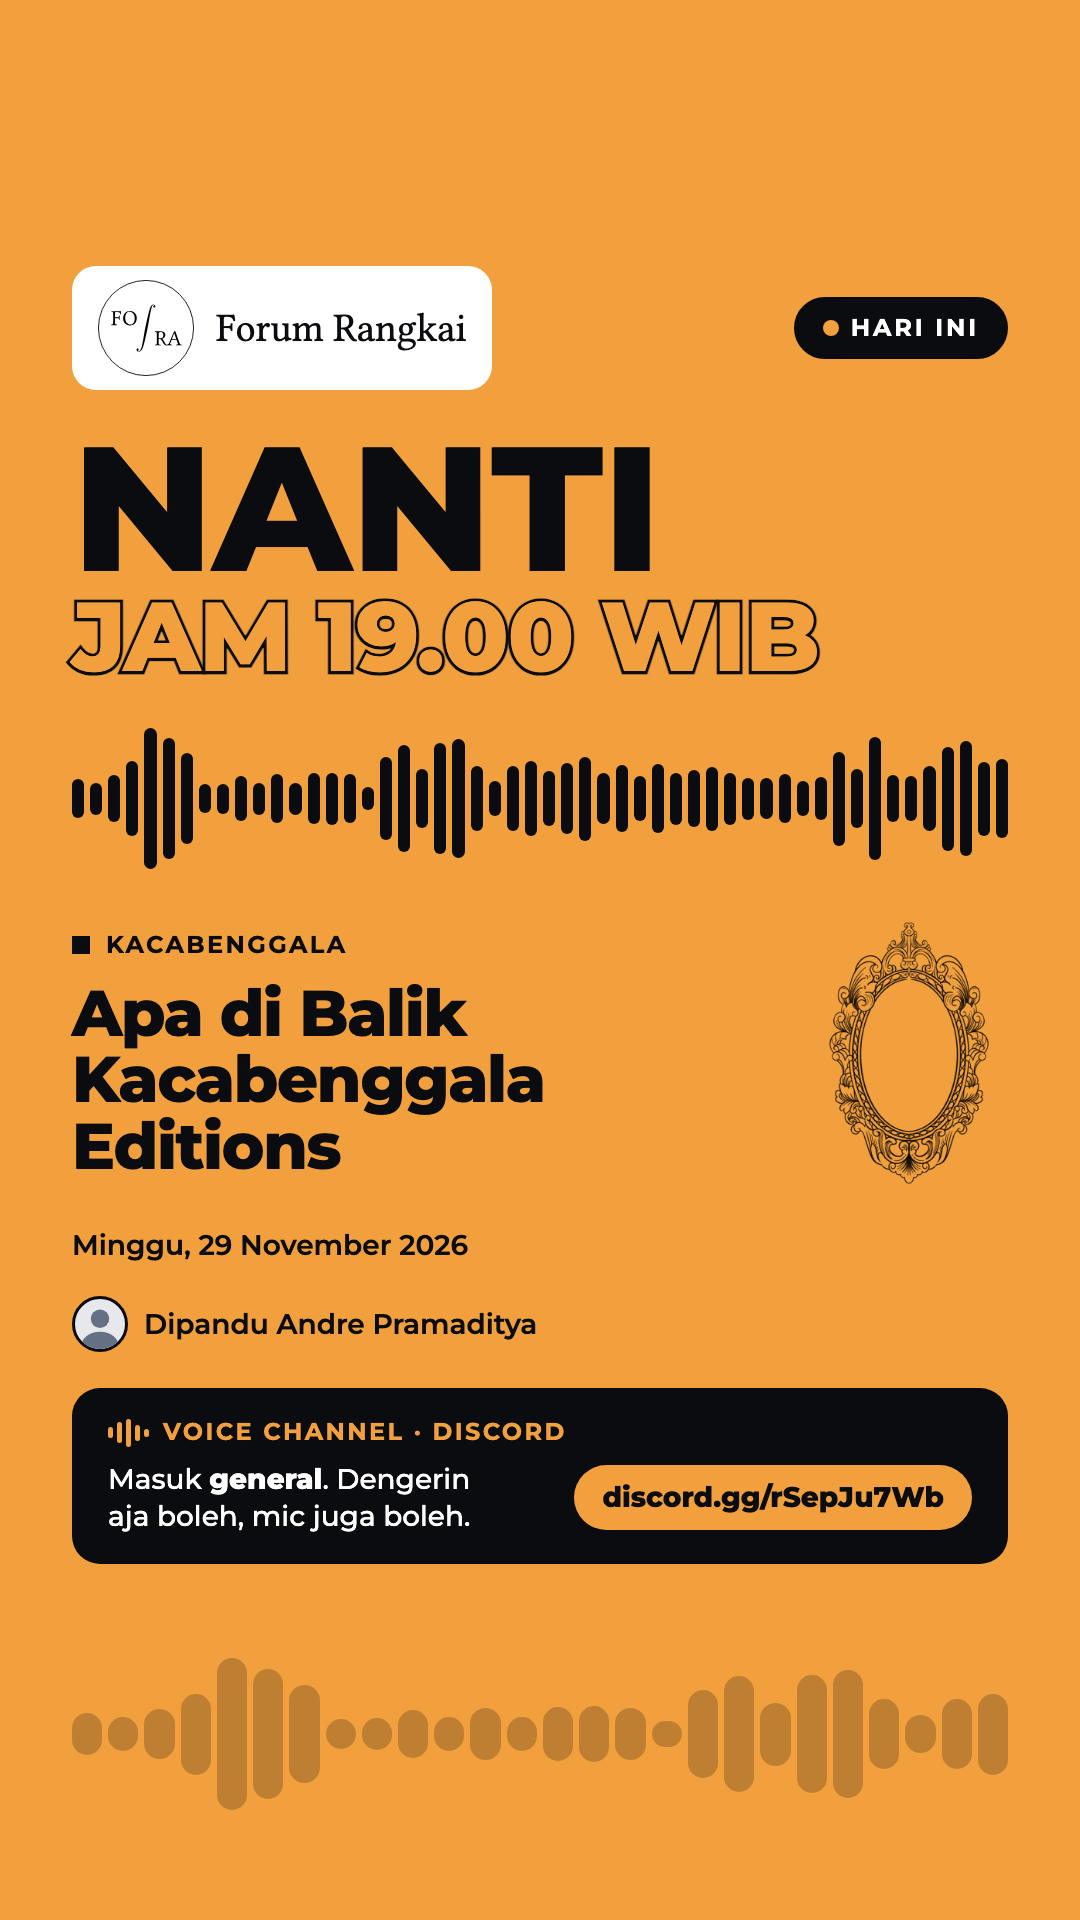 FO
RA
Forum Rangkai
HARI INI
NANTI
JAM 19.00 WIB
KACABENGGALA
Apa di Balik
Kacabenggala
Editions
Minggu, 29 November 2026
Dipandu Andre Pramaditya
VOICE CHANNEL · DISCORD
Masuk general. Dengerin
aja boleh, mic juga boleh.
discord.gg/rSepJu7Wb